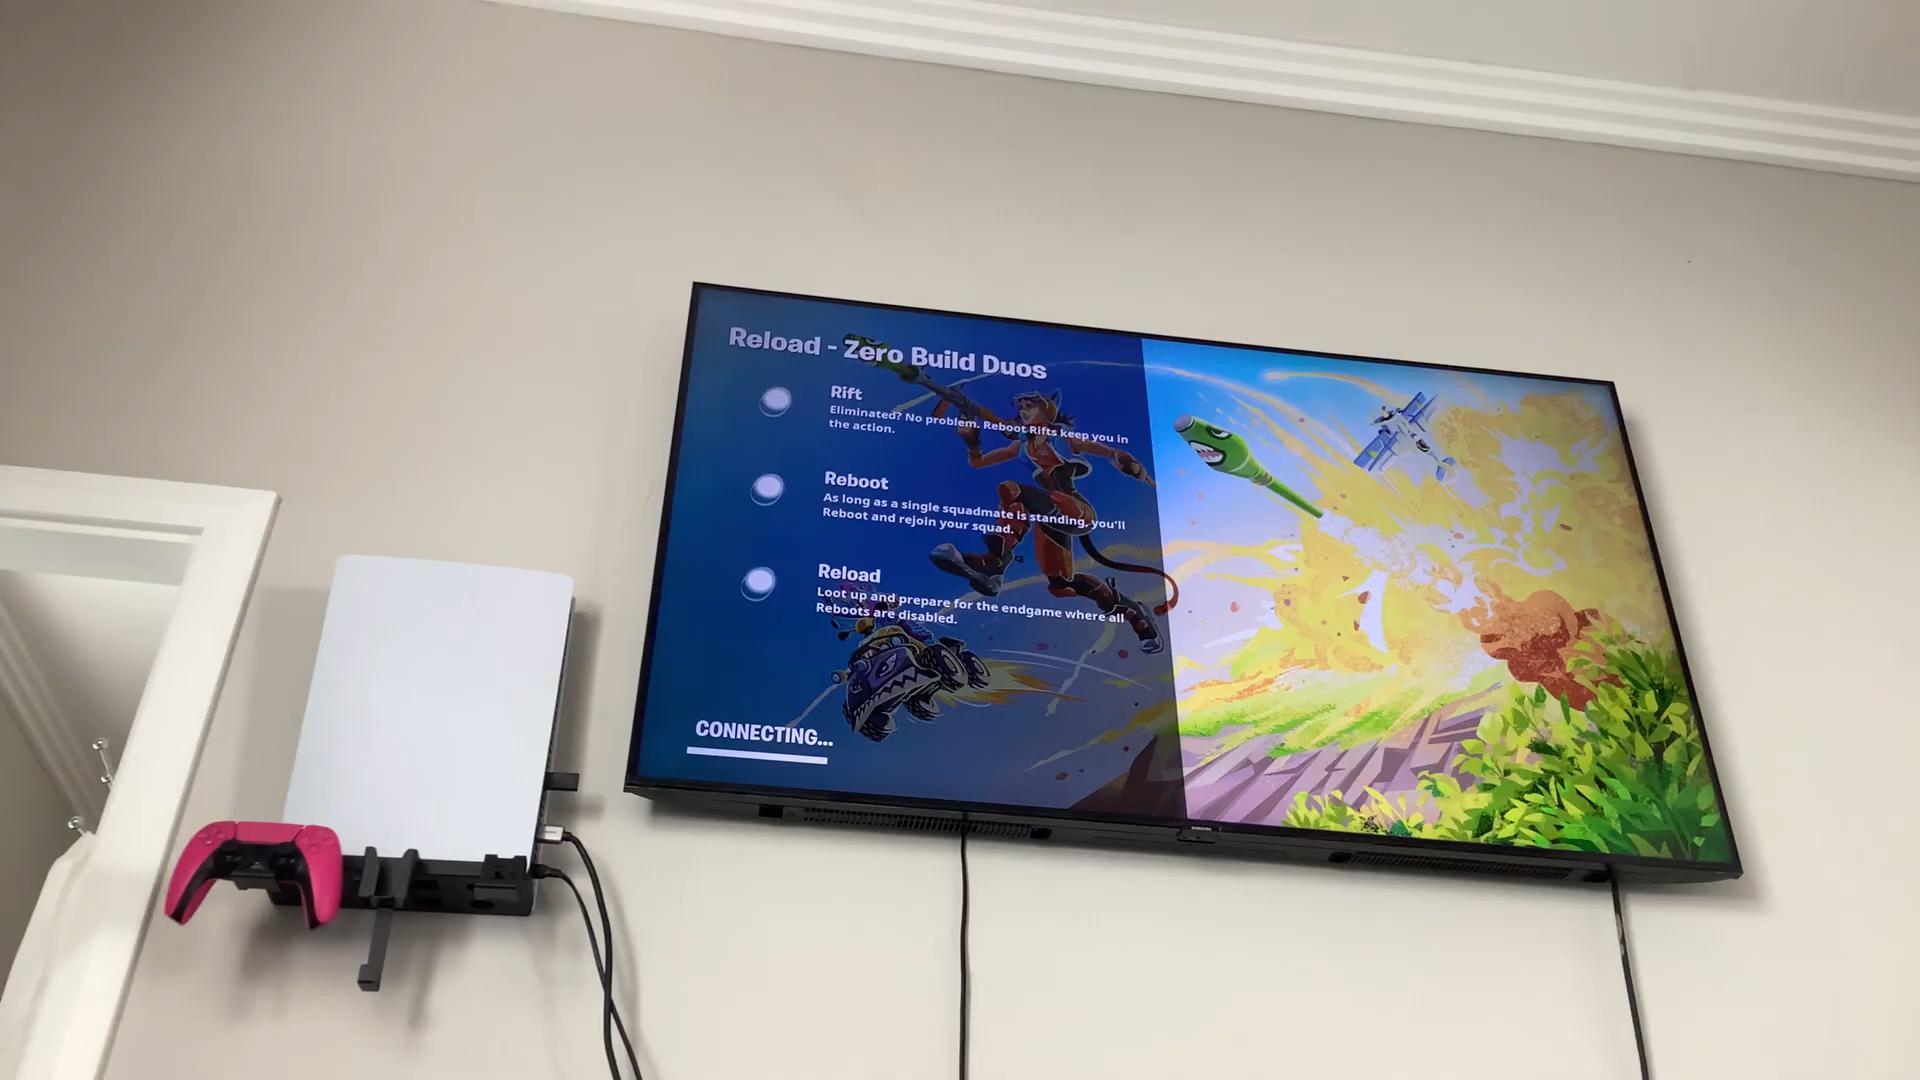 Reload - Zero Build Duos
Rift
Eliminated? No problem. Reboot Rifts keep you in
the action.
Reboot
As long as a single squadmate is standing, you'll
Reboot and rejoin your squad.
Reload
Loot up and prepare for the endgame where all
Reboots are disabled.
CONNECTING...
SAMSUNG